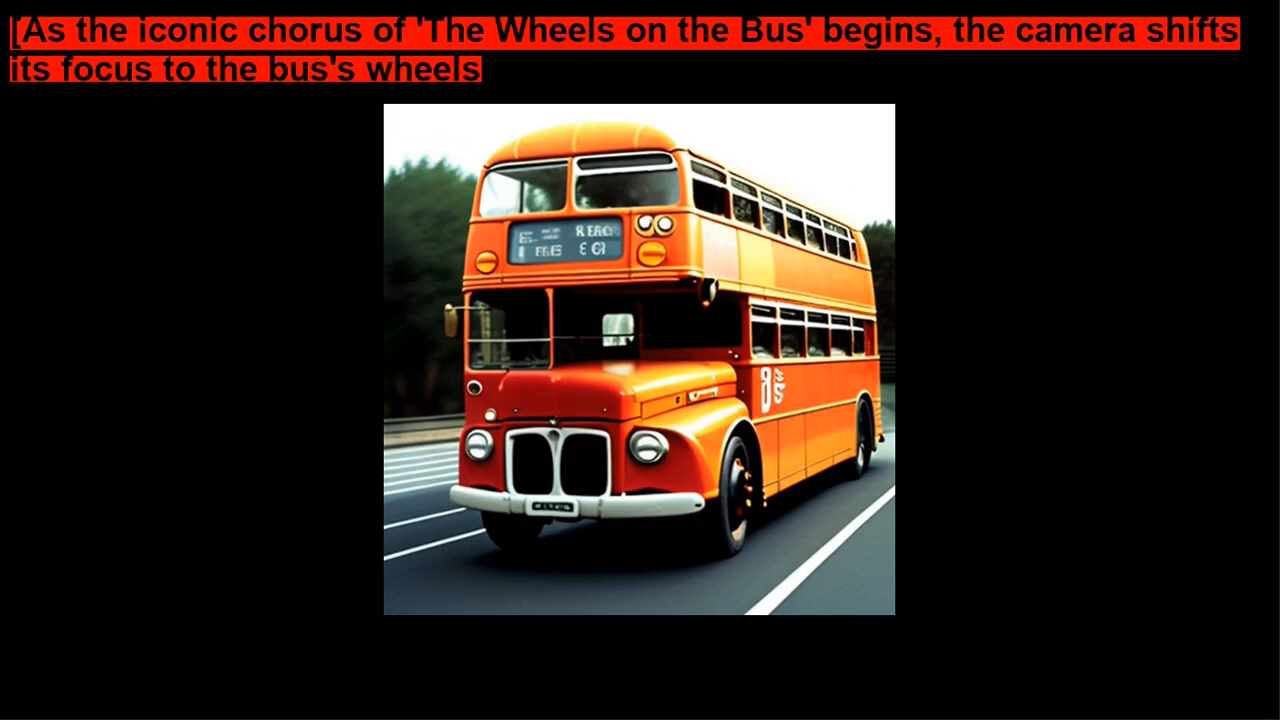 [As the iconic chorus of 'The Wheels on the Bus' begins, the camera shifts
its focus to the bus's wheels